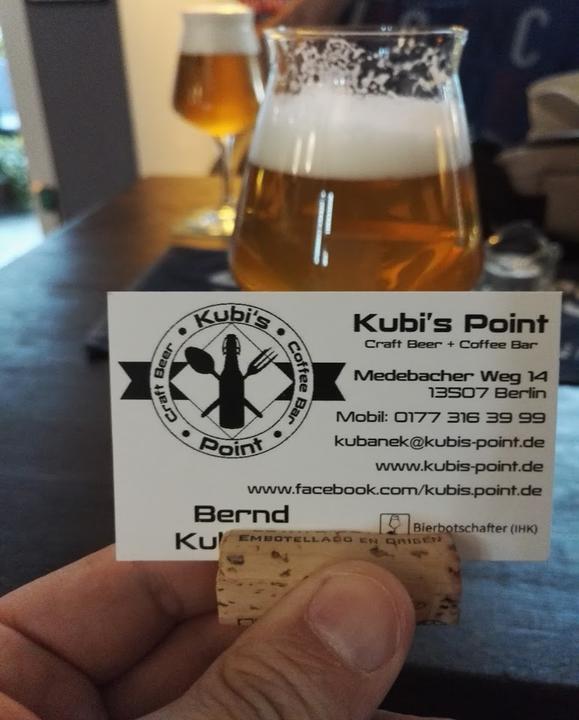 Kubi's
Craft Beer
Coffee Bar
Point
Kubi's Point
Craft Beer + Coffee Bar
Medebacher Weg 14
13507 Berlin
Mobil: 0177 316 39 99
kubanek@kubis-point.de
www.kubis-point.de
www.facebook.com/kubis.point.de
Bernd
Bierbotschafter (IHK)
EMBOTELLADO EN ORIGEN